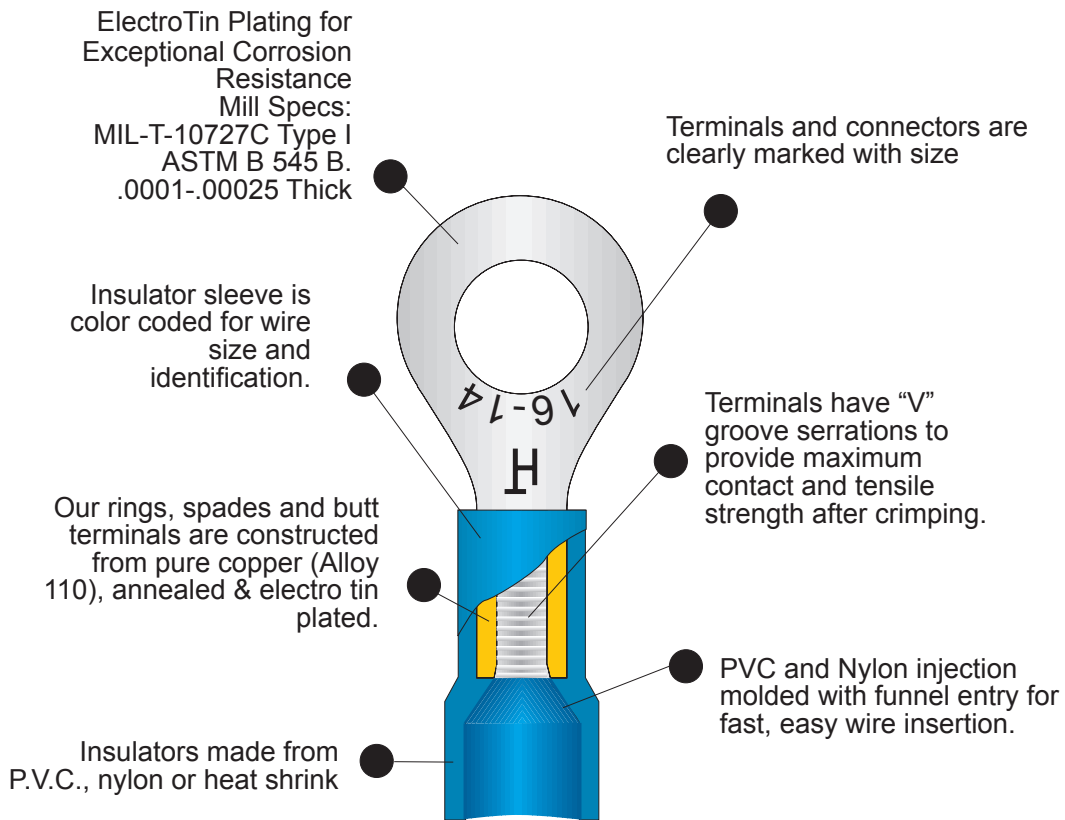 ElectroTin Plating for
Exceptional Corrosion
Resistance
Mill Specs:
MIL-T-10727C Type I
ASTM B 545 B.
.0001-.00025 Thick
Terminals and connectors are
clearly marked with size
Insulator sleeve is
color coded for wire
size and
identification.
16-14
H
Terminals have “V”
groove serrations to
provide maximum
contact and tensile
strength after crimping.
Our rings, spades and butt
terminals are constructed
from pure copper (Alloy
110), annealed & electro tin
plated.
PVC and Nylon injection
molded with funnel entry for
fast, easy wire insertion.
Insulators made from
P.V.C., nylon or heat shrink